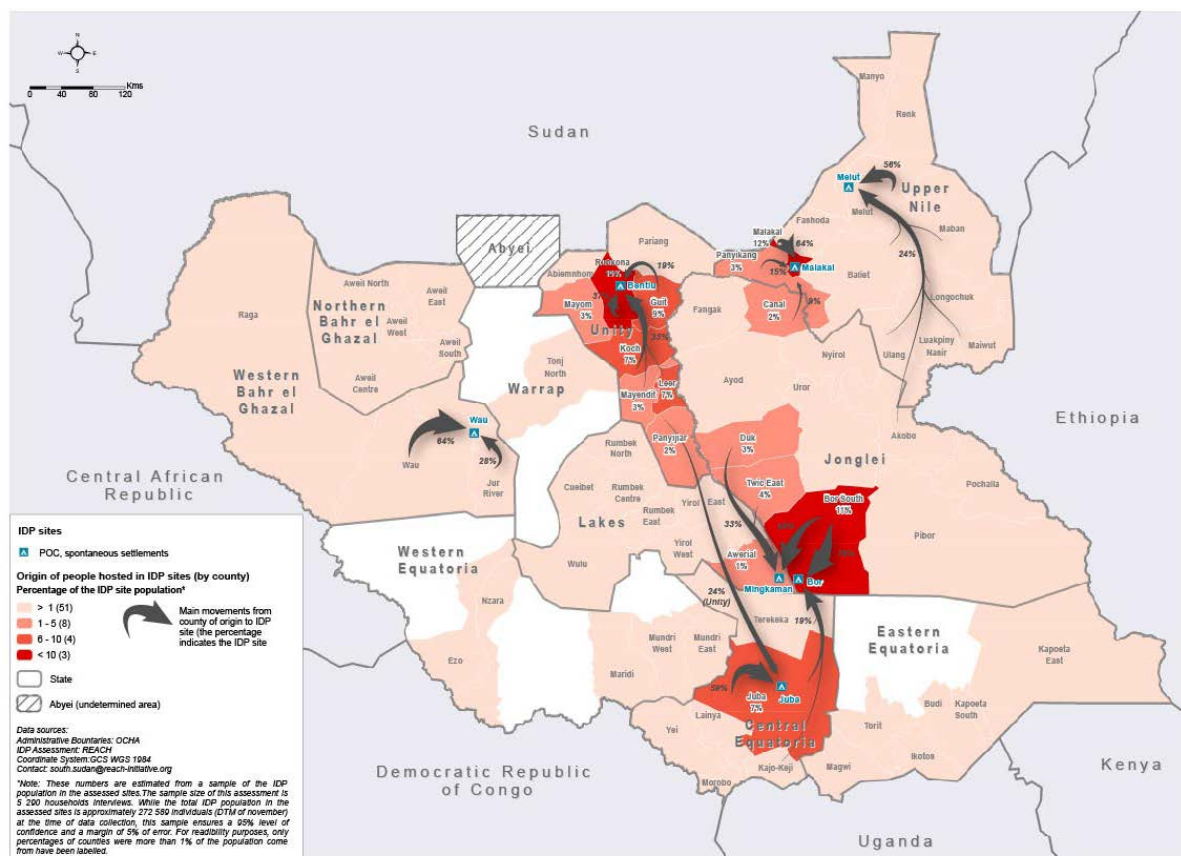 N
W E
S
Kms
0 20 40 80 120
Sudan
Manyo
Renk
Melut
56%
Upper
Nile
Fashoda
Melut
Maban
Malakal
12%
64%
Panyikang
3%
15%
Malakal
Baliet
24%
Longochuk
Canal
2%
9%
Fangak
Nyirol
Ulang
Luakpiny
Nasir
Maiwut
Abyei
Pariang
Abiemnhom
Rubkona
19%
Bentiu
Mayom
3%
Guit
9%
Unity
Koch
7%
Mayendit
3%
Leer
7%
Panyijiar
2%
Aweil North
Aweil
East
Northern
Bahr el
Ghazal
Aweil
West
Aweil
South
Aweil
Centre
Raga
Western
Bahr el
Ghazal
Warrap
Tonj
North
Wau
64%
28%
Wau
Jur
River
Ayod
Uror
Duk
3%
Akobo
Jonglei
Pochalla
Twic East
4%
Bor South
11%
Pibor
Ethiopia
Central African
Republic
Rumbek
North
Cueibet
Rumbek
Centre
Rumbek
East
Yirol
East
Yirol
West
Lakes
Wulu
33%
Awerial
1%
Mingkaman
Bor
24%
(Unity)
Terekeka
19%
Western
Equatoria
Nzara
Ezo
Mundri
West
Mundri
East
Maridi
Eastern
Equatoria
Kapoeta
East
Budi
Kapoeta
South
Torit
Ikotos
Magwi
Juba
7%
Juba
Central
Equatoria
Lainya
Yei
Kajo-Keji
Morobo
Democratic Republic
of Congo
Uganda
Kenya
IDP sites
POC, spontaneous settlements
Origin of people hosted in IDP sites (by county)
Percentage of the IDP site population*
> 1 (51)
1 - 5 (8)
6 - 10 (4)
< 10 (3)
Main movements from
county of origin to IDP
site (the percentage
indicates the IDP site
State
Abyei (undetermined area)
Data sources:
Administrative Boundaries: OCHA
IDP Assessment: REACH
Coordinate System:GCS WGS 1984
Contact: south.sudan@reach-initiative.org
*Note: These numbers are estimated from a sample of the IDP
population in the assessed sites.The sample size of this assessment is
5 290 households interviews. While the total IDP population in the
assessed sites is approximately 272 589 individuals (DTM of november)
at the time of data collection, this sample ensures a 95% level of
confidence and a margin of 5% of error. For readibility purposes, only
percentages of counties were more than 1% of the population come
from have been labelled.